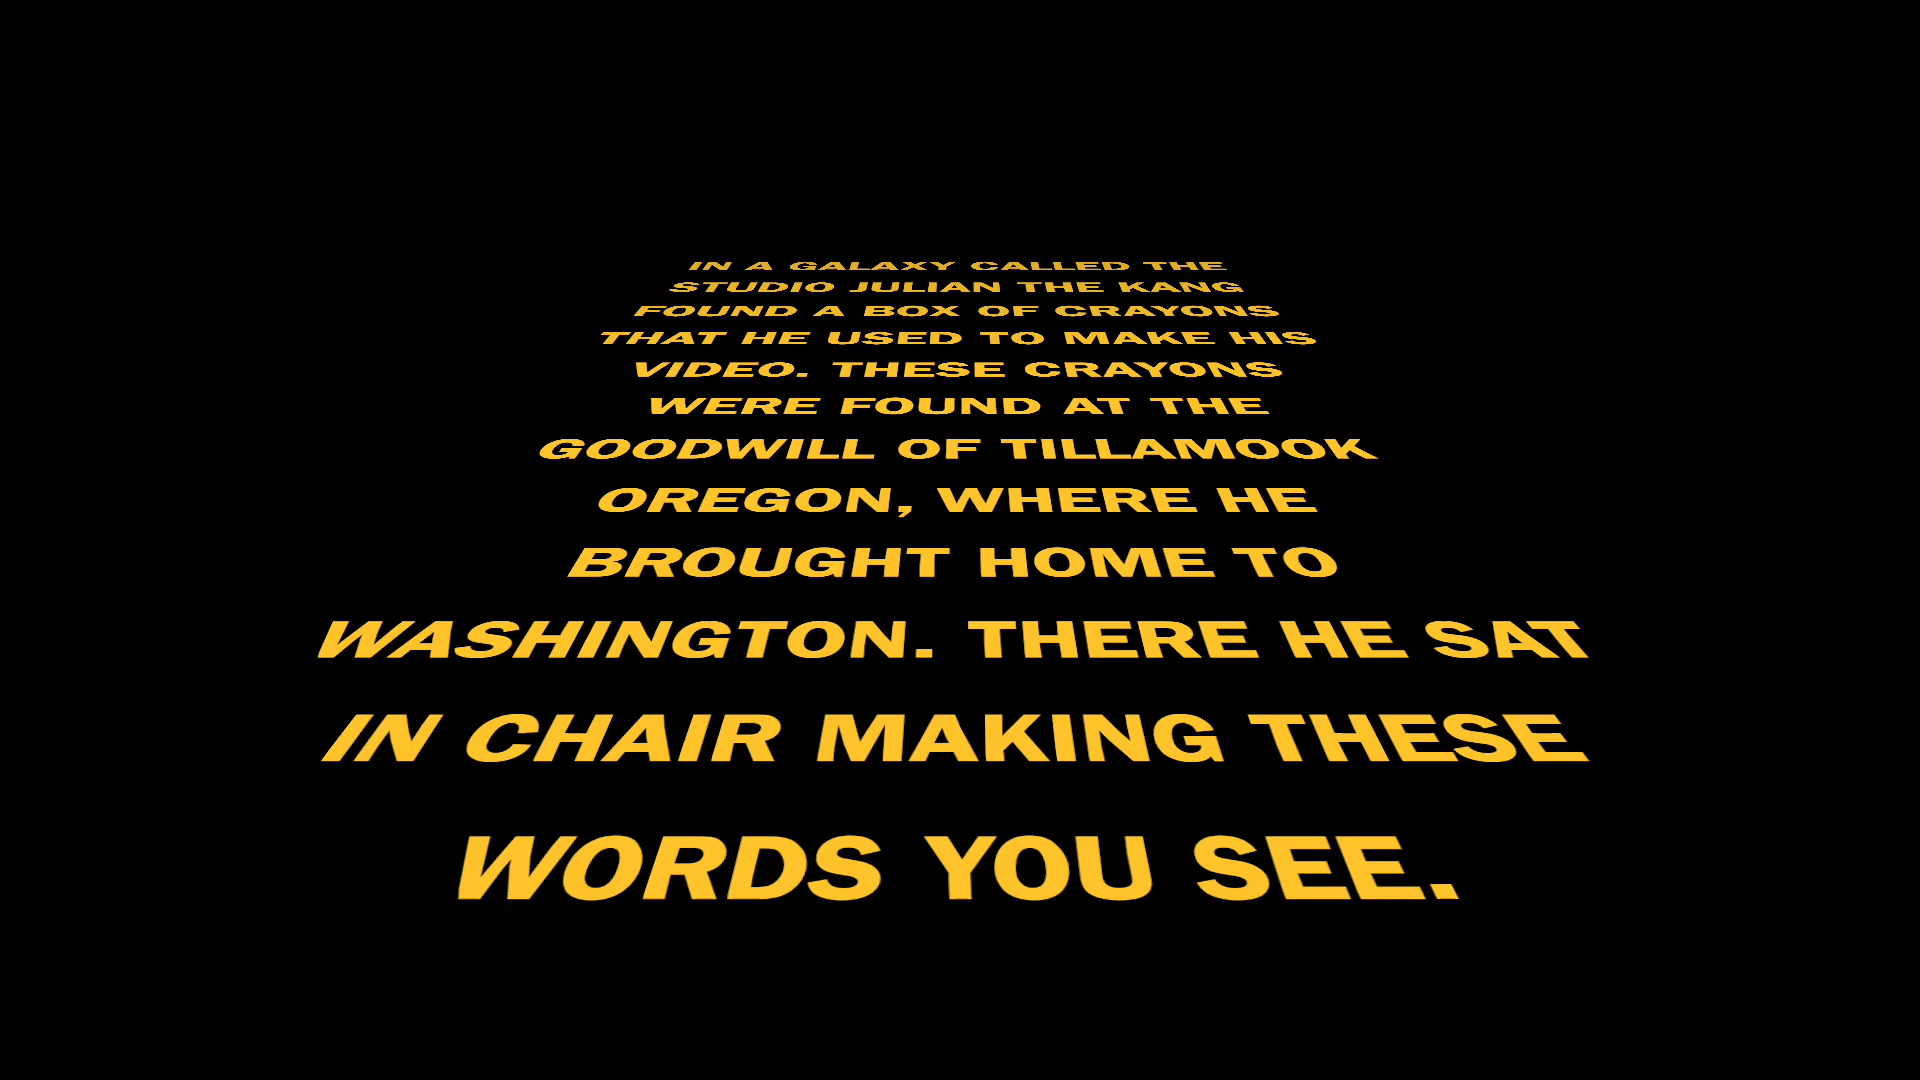 IN A GALAXY CALLED THE
STUDIO JULIAN THE KANG
FOUND A BOX OF CRAYONS
THAT HE USED TO MAKE HIS
VIDEO. THESE CRAYONS
WERE FOUND AT THE
GOODWILL OF TILLAMOOK
OREGON, WHERE HE
BROUGHT HOME TO
WASHINGTON. THERE HE SAT
IN CHAIR MAKING THESE
WORDS YOU SEE.